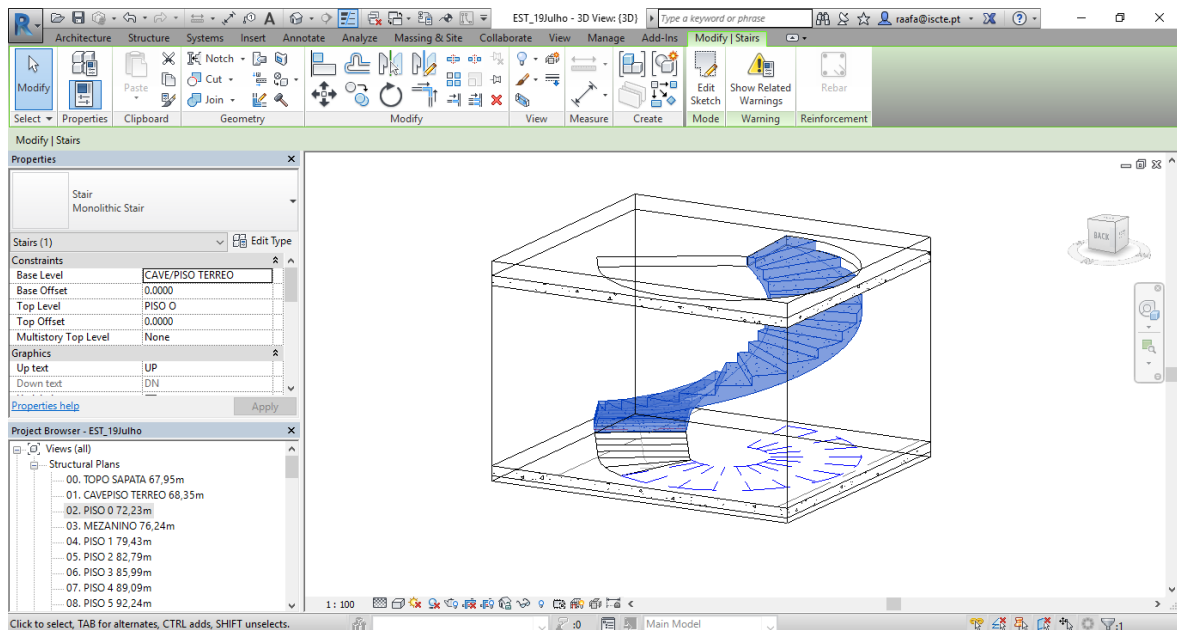 EST_19Julho - 3D View: {3D}
Type a keyword or phrase
raafa@iscte.pt
Architecture Structure Systems Insert Annotate Analyze Massing & Site Collaborate View Manage Add-Ins Modify | Stairs
Modify
Paste
Notch
Cut
Join
Edit Sketch
Show Related Warnings
Rebar
Select Properties Clipboard Geometry Modify View Measure Create Mode Warning Reinforcement
Modify | Stairs
Properties
Stair
Monolithic Stair
Stairs (1) Edit Type
Constraints
Base Level CAVE/PISO TERREO
Base Offset 0.0000
Top Level PISO O
Top Offset 0.0000
Multistory Top Level None
Graphics
Up text UP
Down text DN
Properties help Apply
Project Browser - EST_19Julho
Views (all)
Structural Plans
00. TOPO SAPATA 67,95m
01. CAVEPISO TERREO 68,35m
02. PISO 0 72,23m
03. MEZANINO 76,24m
04. PISO 1 79,43m
05. PISO 2 82,79m
06. PISO 3 85,99m
07. PISO 4 89,09m
08. PISO 5 92,24m
BACK
1 : 100
Click to select, TAB for alternates, CTRL adds, SHIFT unselects.
:0
Main Model
:1